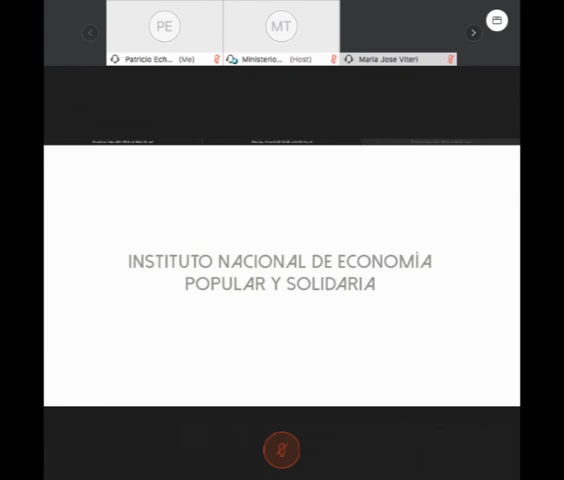 PE
MT
Patricio Ech... (Me)
Ministerio... (Host)
Maria Jose Viteri
INSTITUTO NACIONAL DE ECONOMÍA
POPULAR Y SOLIDARIA